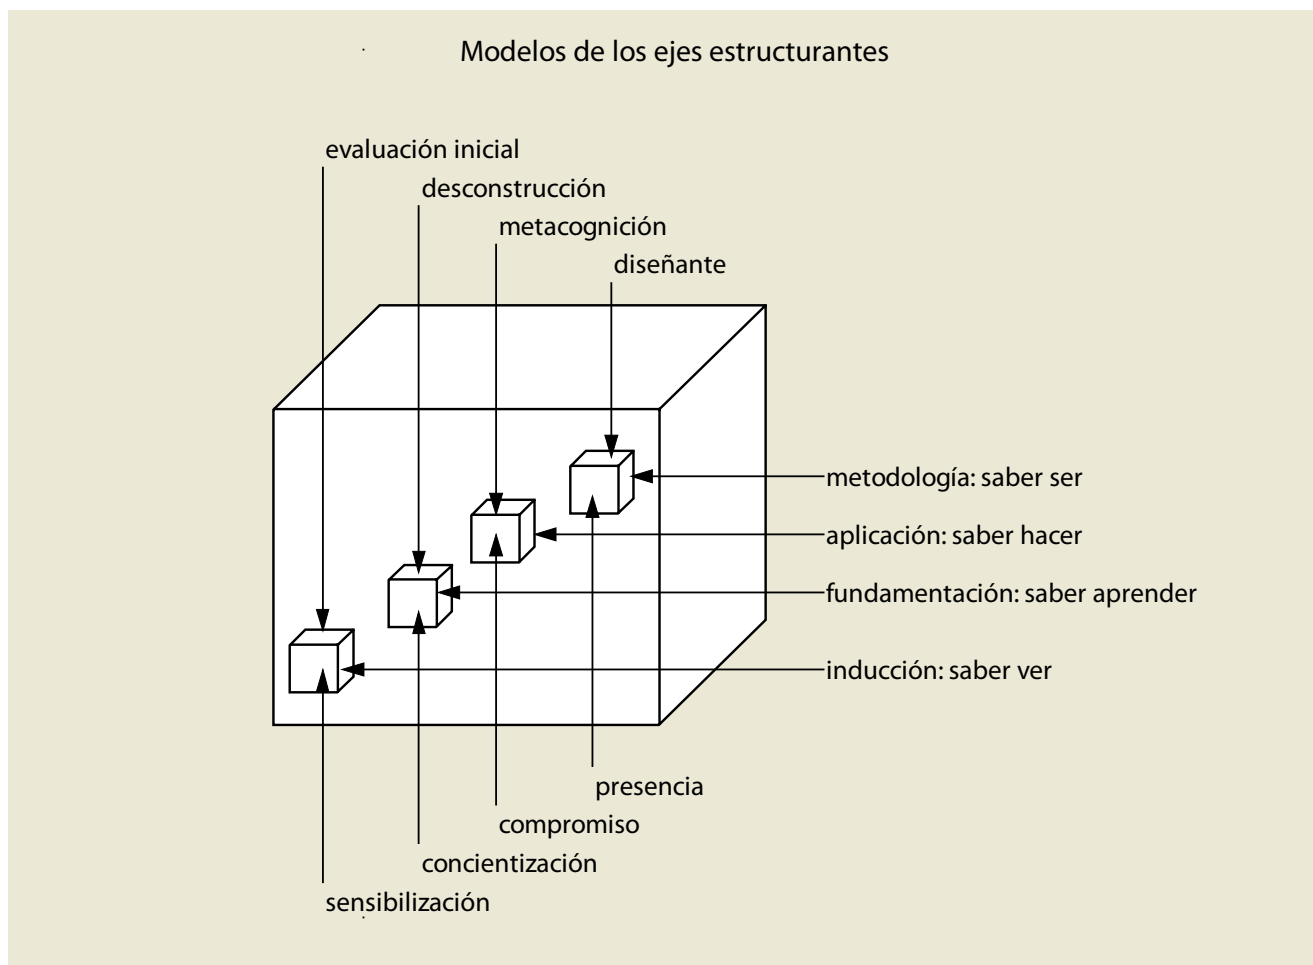 Modelos de los ejes estructurantes
evaluación inicial
desconstrucción
metacognición
diseñante
metodología: saber ser
aplicación: saber hacer
fundamentación: saber aprender
inducción: saber ver
presencia
compromiso
concientización
sensibilización